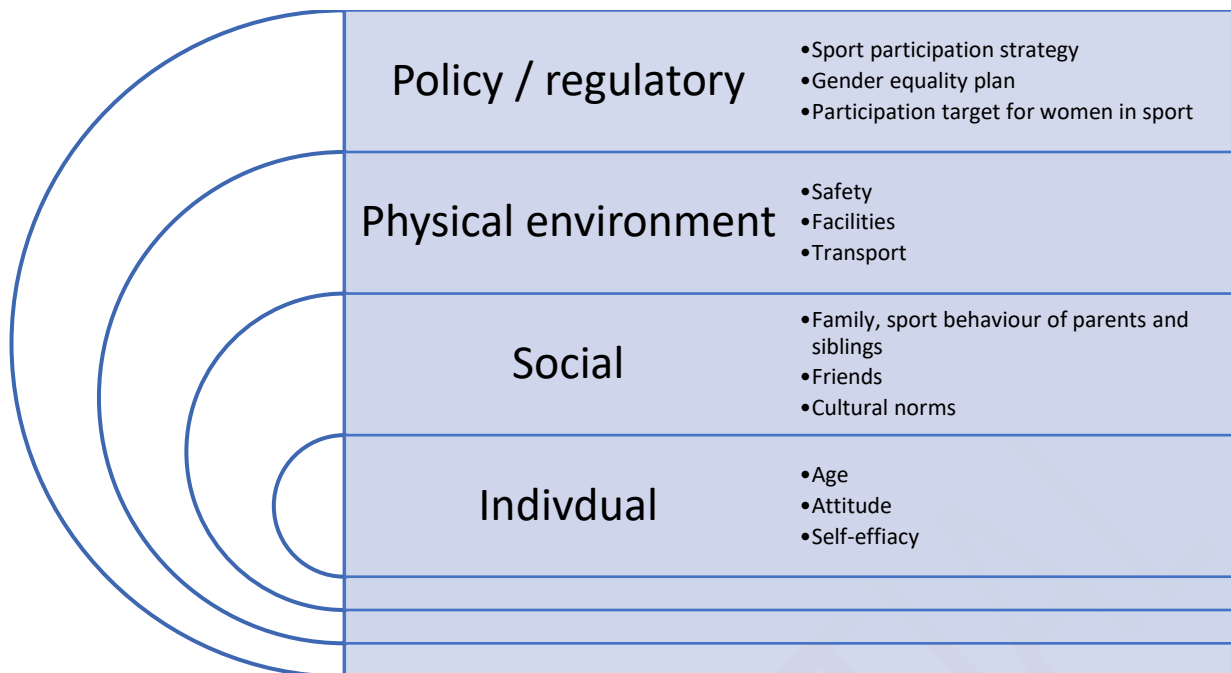 Policy / regulatory
•Sport participation strategy
•Gender equality plan
•Participation target for women in sport
Physical environment
•Safety
•Facilities
•Transport
Social
•Family, sport behaviour of parents and
siblings
•Friends
•Cultural norms
Indivdual
•Age
•Attitude
•Self-effiacy